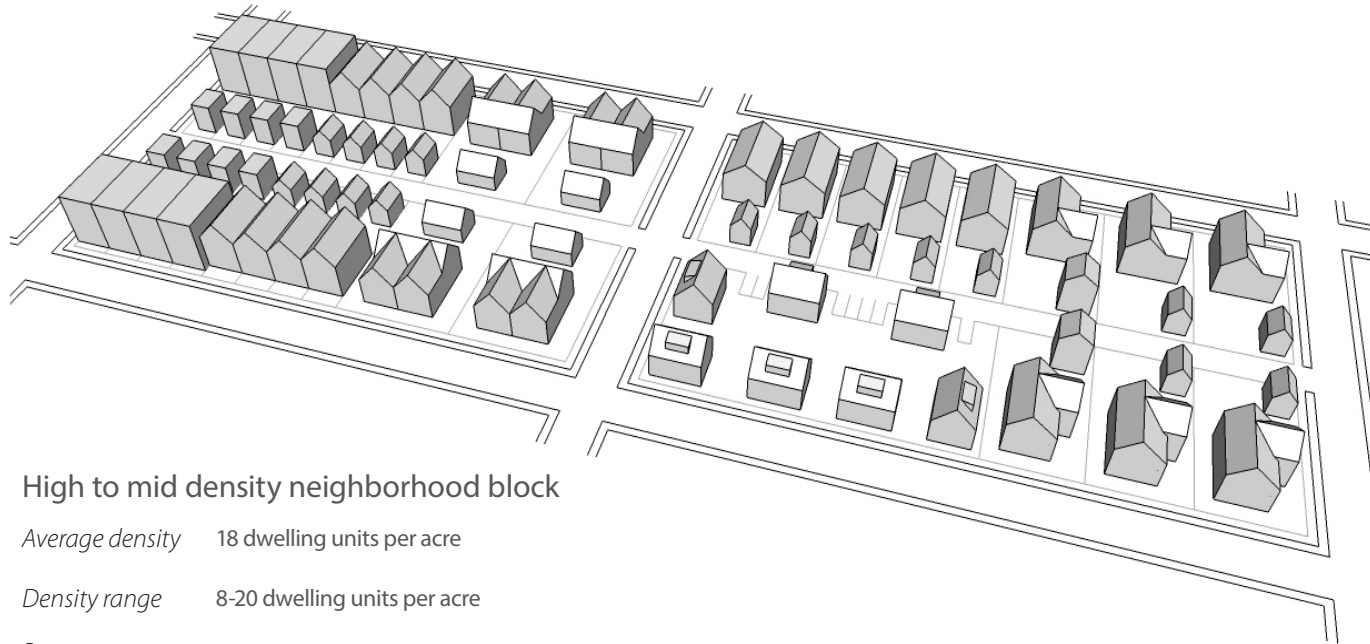 High to mid density neighborhood block
Average density 18 dwelling units per acre
Density range 8-20 dwelling units per acre